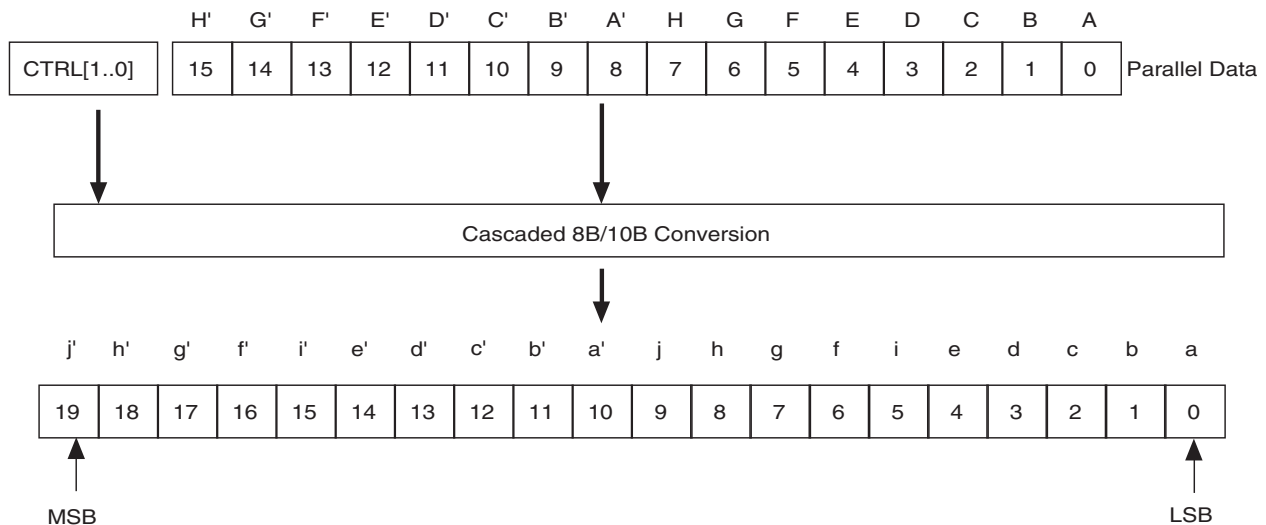 H' G' F' E' D' C' B' A' H G F E D C B A
CTRL[1..0] 15 14 13 12 11 10 9 8 7 6 5 4 3 2 1 0 Parallel Data
Cascaded 8B/10B Conversion
j' h' g' f' i' e' d' c' b' a' j h g f i e d c b a
19 18 17 16 15 14 13 12 11 10 9 8 7 6 5 4 3 2 1 0
MSB LSB